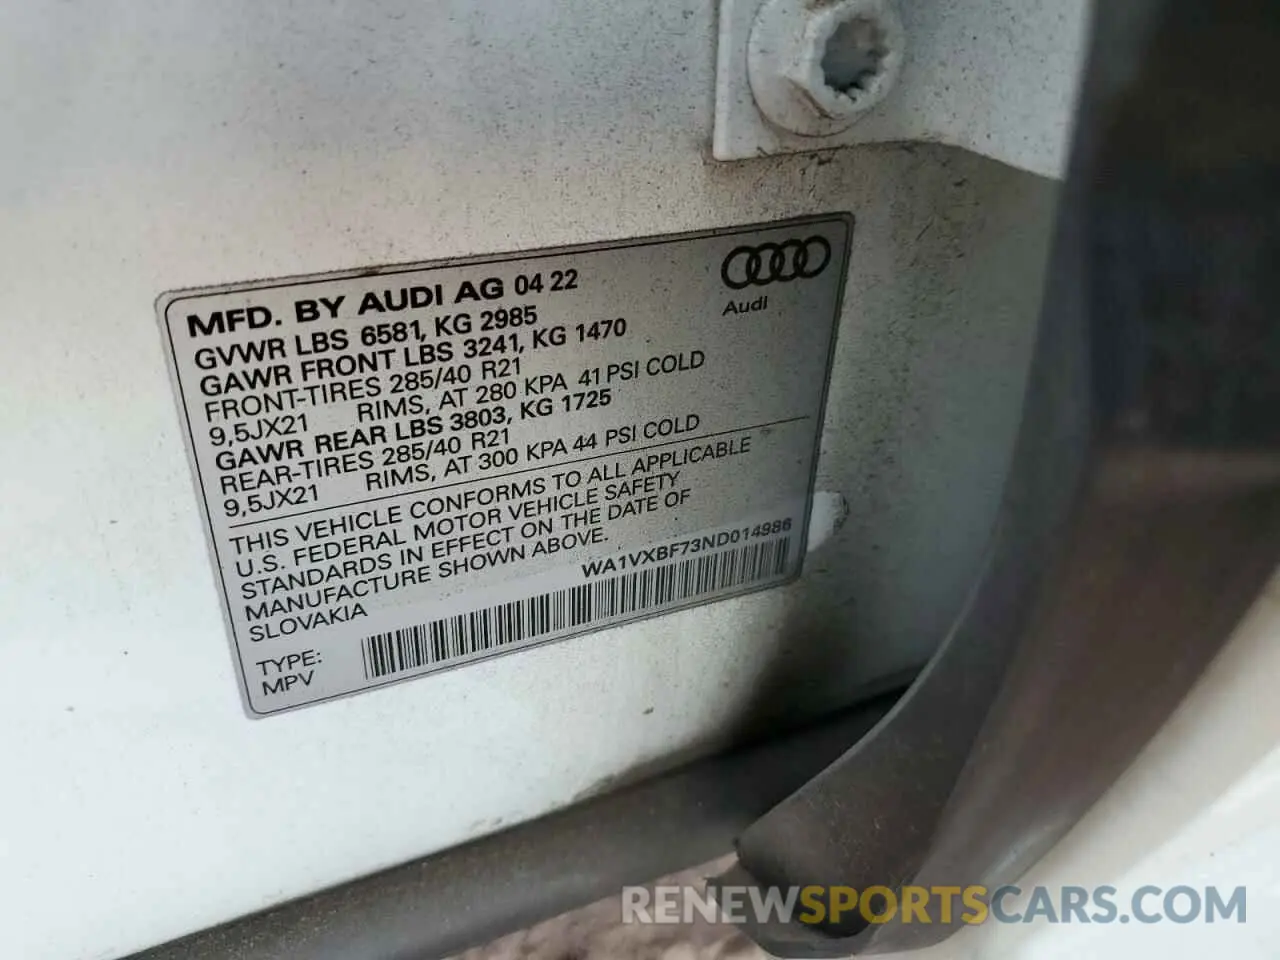 MFD. BY AUDI AG 04 22
Audi
GVWR LBS 6581, KG 2985
GAWR FRONT LBS 3241, KG 1470
FRONT-TIRES 285/40 R21
9,5JX21 RIMS, AT 280 KPA 41 PSI COLD
GAWR REAR LBS 3803, KG 1725
REAR-TIRES 285/40 R21
9,5JX21 RIMS, AT 300 KPA 44 PSI COLD
THIS VEHICLE CONFORMS TO ALL APPLICABLE
U.S. FEDERAL MOTOR VEHICLE SAFETY
STANDARDS IN EFFECT ON THE DATE OF
MANUFACTURE SHOWN ABOVE.
SLOVAKIA
WA1VXBF73ND014986
TYPE:
MPV
RENEWSPORTSCARS.COM